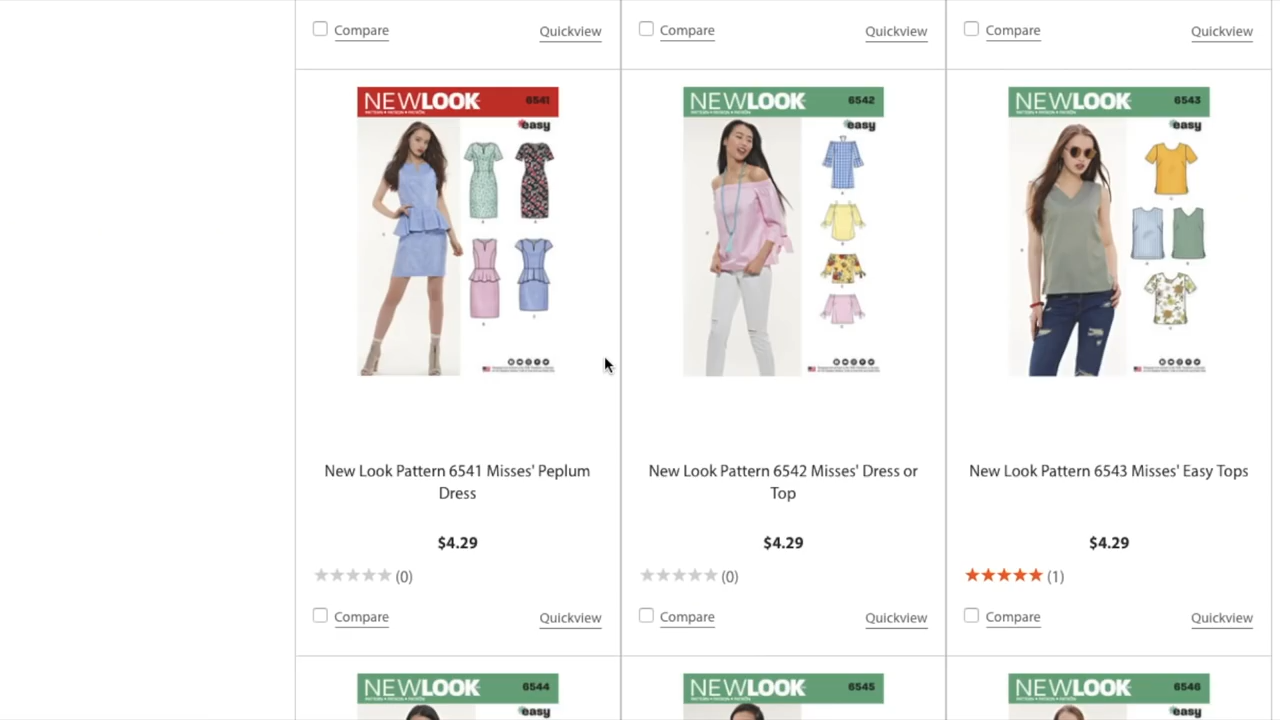 Compare Quickview Compare Quickview Compare Quickview
NEWLOOK 6541
easy
NEWLOOK 6542
easy
NEWLOOK 6543
easy
New Look Pattern 6541 Misses' Peplum
Dress
$4.29
(0)
Compare Quickview
New Look Pattern 6542 Misses' Dress or
Top
$4.29
(0)
Compare Quickview
New Look Pattern 6543 Misses' Easy Tops
$4.29
(1)
Compare Quickview
NEWLOOK 6544
easy
NEWLOOK 6545
easy
NEWLOOK 6546
easy